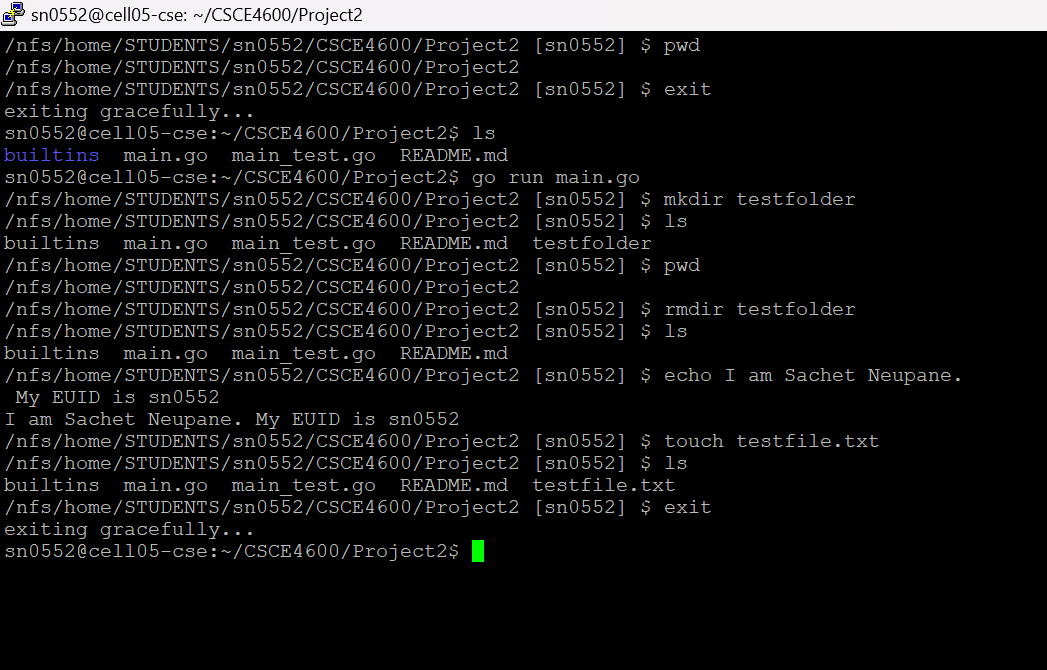 sn0552@cell05-cse: ~/CSCE4600/Project2
/nfs/home/STUDENTS/sn0552/CSCE4600/Project2 [sn0552] $ pwd
/nfs/home/STUDENTS/sn0552/CSCE4600/Project2
/nfs/home/STUDENTS/sn0552/CSCE4600/Project2 [sn0552] $ exit
exiting gracefully...
sn0552@cell05-cse:~/CSCE4600/Project2$ ls
builtins  main.go  main_test.go  README.md
sn0552@cell05-cse:~/CSCE4600/Project2$ go run main.go
/nfs/home/STUDENTS/sn0552/CSCE4600/Project2 [sn0552] $ mkdir testfolder
/nfs/home/STUDENTS/sn0552/CSCE4600/Project2 [sn0552] $ ls
builtins  main.go  main_test.go  README.md  testfolder
/nfs/home/STUDENTS/sn0552/CSCE4600/Project2 [sn0552] $ pwd
/nfs/home/STUDENTS/sn0552/CSCE4600/Project2
/nfs/home/STUDENTS/sn0552/CSCE4600/Project2 [sn0552] $ rmdir testfolder
/nfs/home/STUDENTS/sn0552/CSCE4600/Project2 [sn0552] $ ls
builtins  main.go  main_test.go  README.md
/nfs/home/STUDENTS/sn0552/CSCE4600/Project2 [sn0552] $ echo I am Sachet Neupane.
 My EUID is sn0552
I am Sachet Neupane. My EUID is sn0552
/nfs/home/STUDENTS/sn0552/CSCE4600/Project2 [sn0552] $ touch testfile.txt
/nfs/home/STUDENTS/sn0552/CSCE4600/Project2 [sn0552] $ ls
builtins  main.go  main_test.go  README.md  testfile.txt
/nfs/home/STUDENTS/sn0552/CSCE4600/Project2 [sn0552] $ exit
exiting gracefully...
sn0552@cell05-cse:~/CSCE4600/Project2$